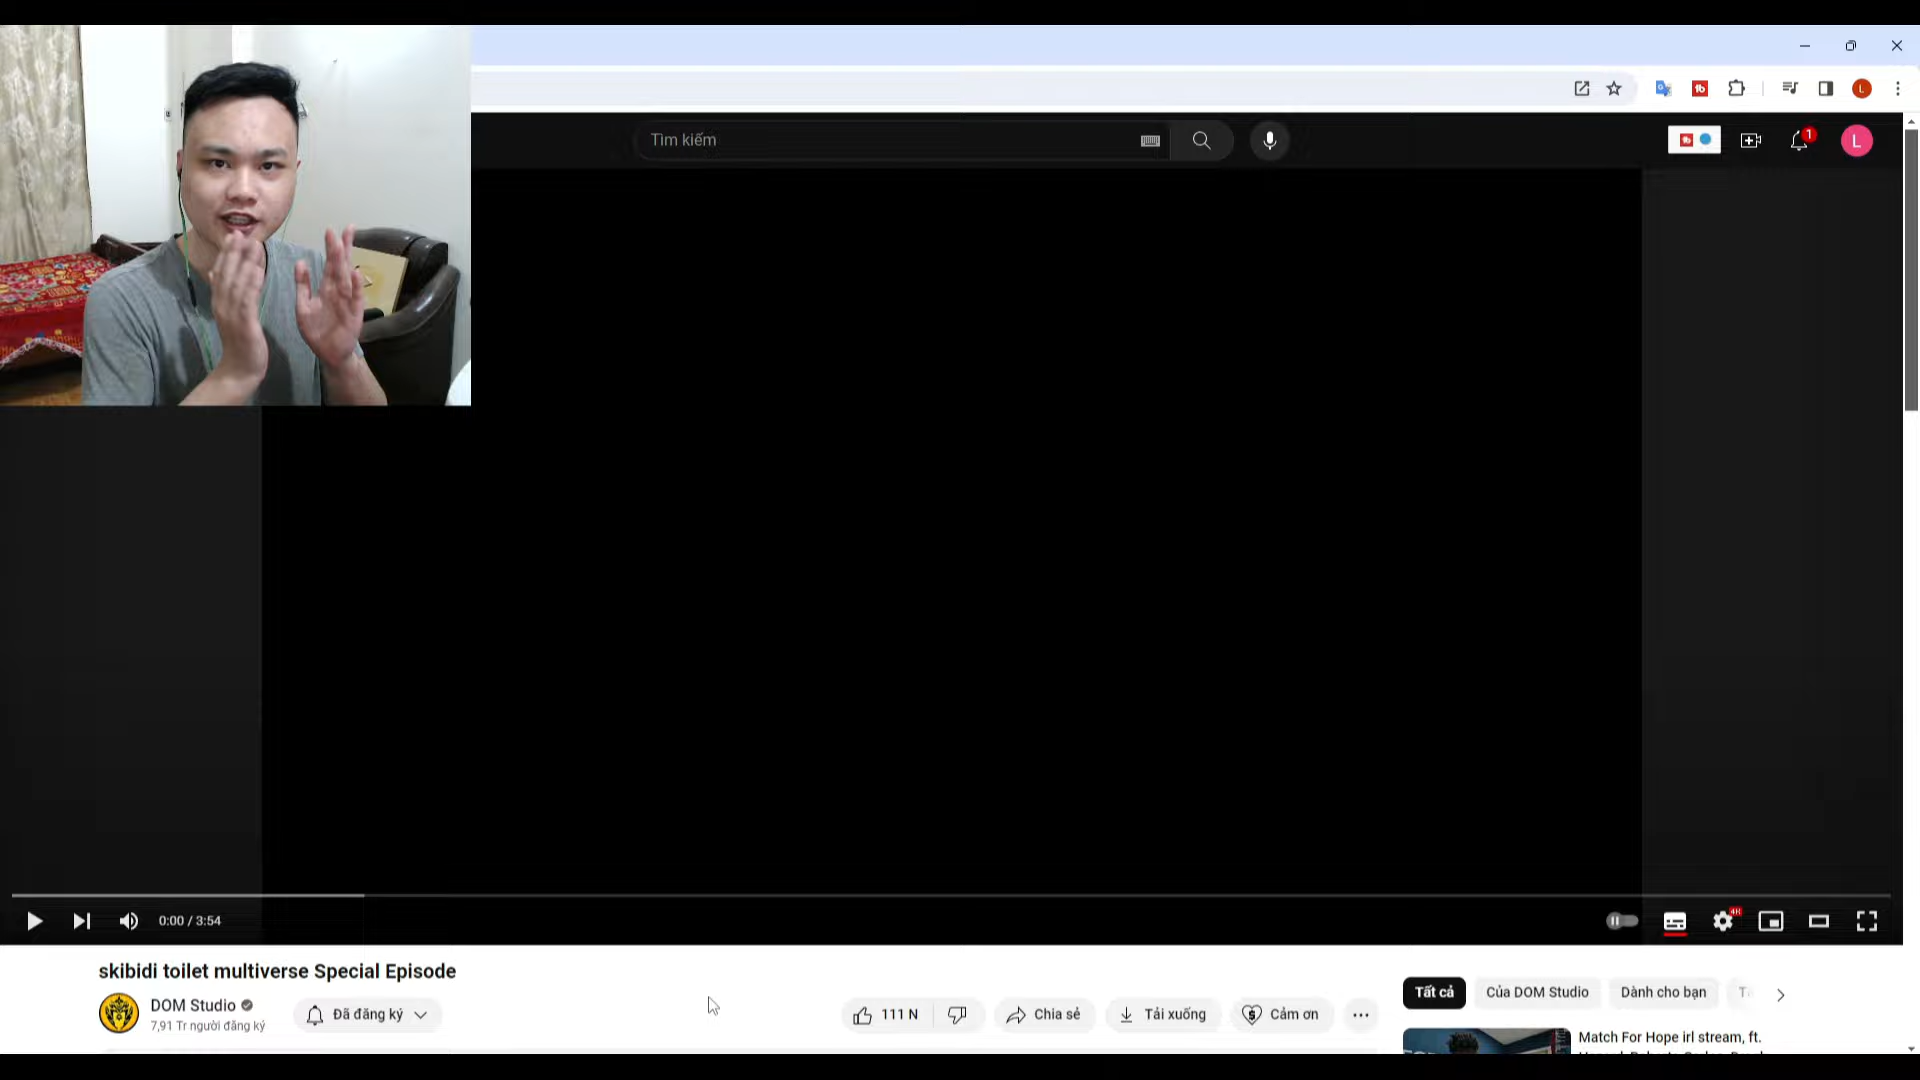 L
Tìm kiếm
1
L
0:00 / 3:54
skibidi toilet multiverse Special Episode
DOM Studio
7,91 Tr người đăng ký
Đã đăng ký
111 N
Chia sẻ
Tải xuống
Cảm ơn
Tất cả
Của DOM Studio
Dành cho bạn
Match For Hope irl stream, ft.